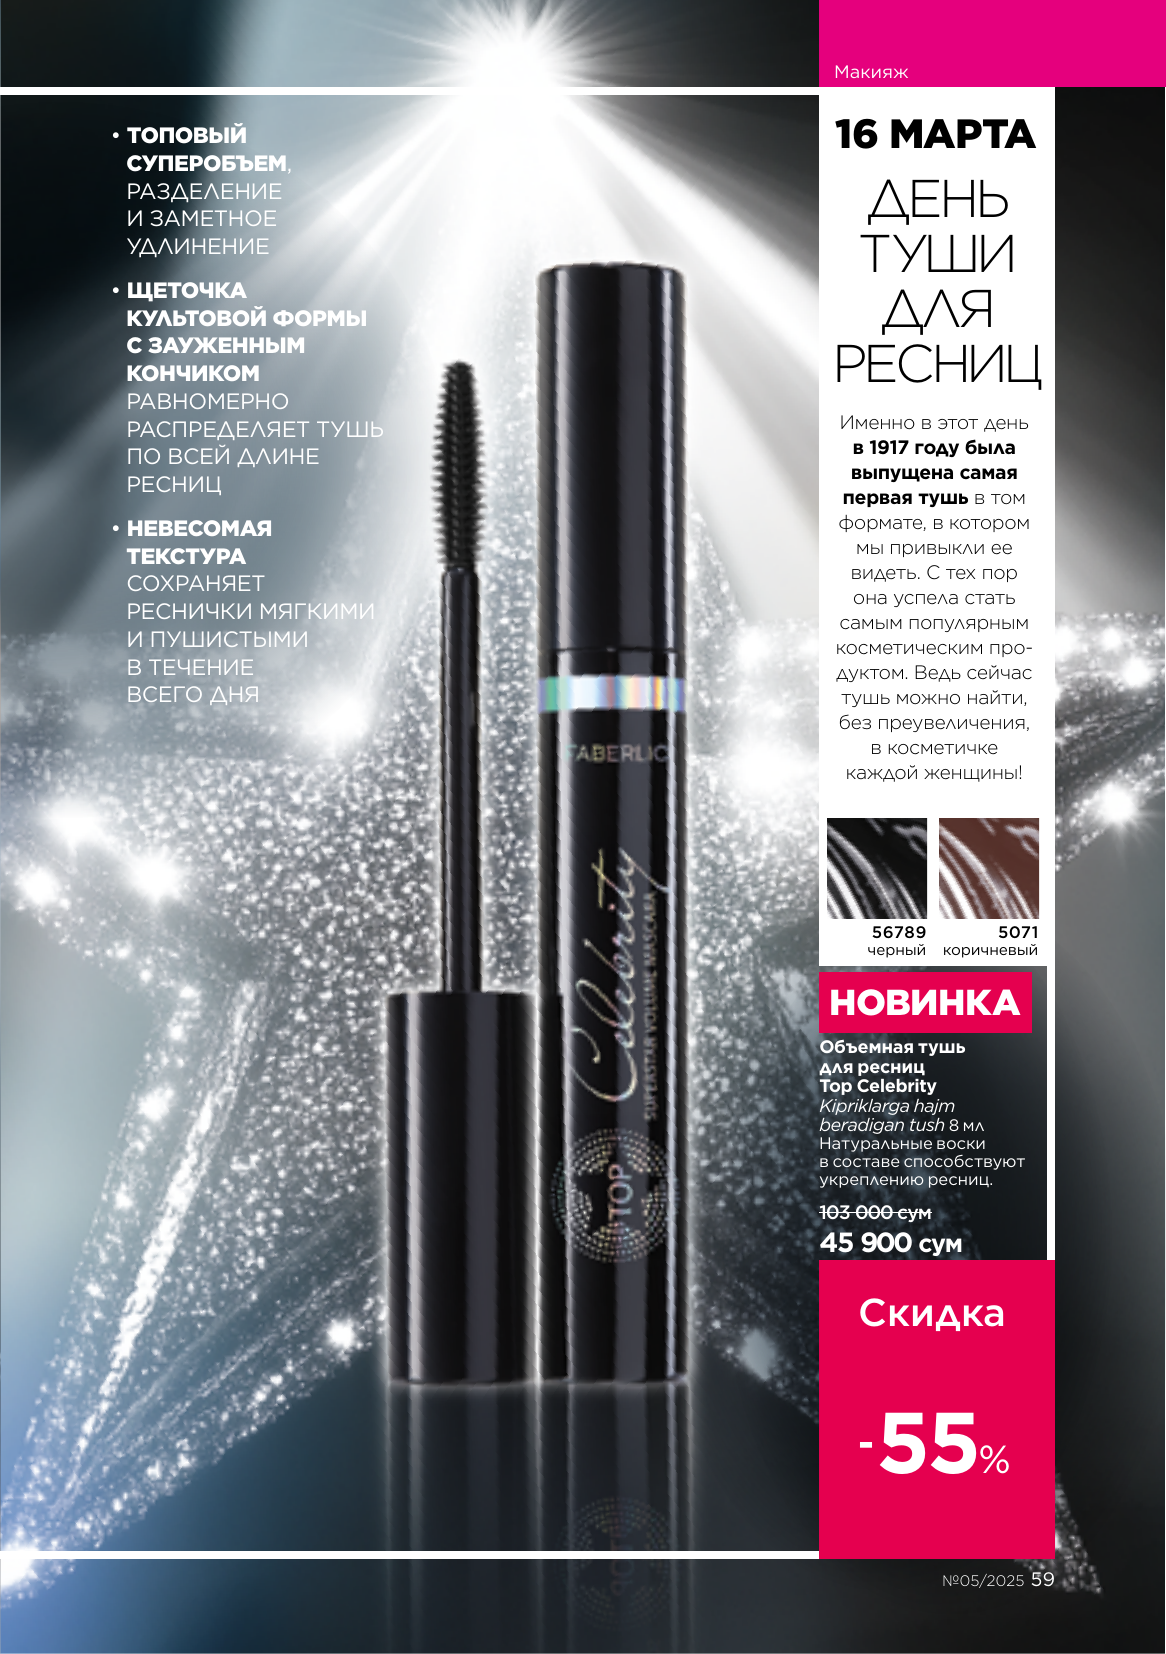 Макияж
• ТОПОВЫЙ
СУПЕРОБЪЕМ,
РАЗДЕЛЕНИЕ
И ЗАМЕТНОЕ
УДЛИНЕНИЕ
• ЩЕТОЧКА
КУЛЬТОВОЙ ФОРМЫ
С ЗАУЖЕННЫМ
КОНЧИКОМ
РАВНОМЕРНО
РАСПРЕДЕЛЯЕТ ТУШЬ
ПО ВСЕЙ ДЛИНЕ
РЕСНИЦ
• НЕВЕСОМАЯ
ТЕКСТУРА
СОХРАНЯЕТ
РЕСНИЧКИ МЯГКИМИ
И ПУШИСТЫМИ
В ТЕЧЕНИЕ
ВСЕГО ДНЯ
FABERLIC
Celebrity
SUPERSTAR VOLUME MASCARA
TOP
16 МАРТА
ДЕНЬ
ТУШИ
ДЛЯ
РЕСНИЦ
Именно в этот день
в 1917 году была
выпущена самая
первая тушь в том
формате, в котором
мы привыкли ее
видеть. С тех пор
она успела стать
самым популярным
косметическим про-
дуктом. Ведь сейчас
тушь можно найти,
без преувеличения,
в косметичке
каждой женщины!
56789
черный
5071
коричневый
НОВИНКА
Объемная тушь
для ресниц
Top Celebrity
Kipriklarga hajm
beradigan tush 8 мл
Натуральные воски
в составе способствуют
укреплению ресниц.
103 000 сум
45 900 сум
Скидка
-55%
№05/2025 59